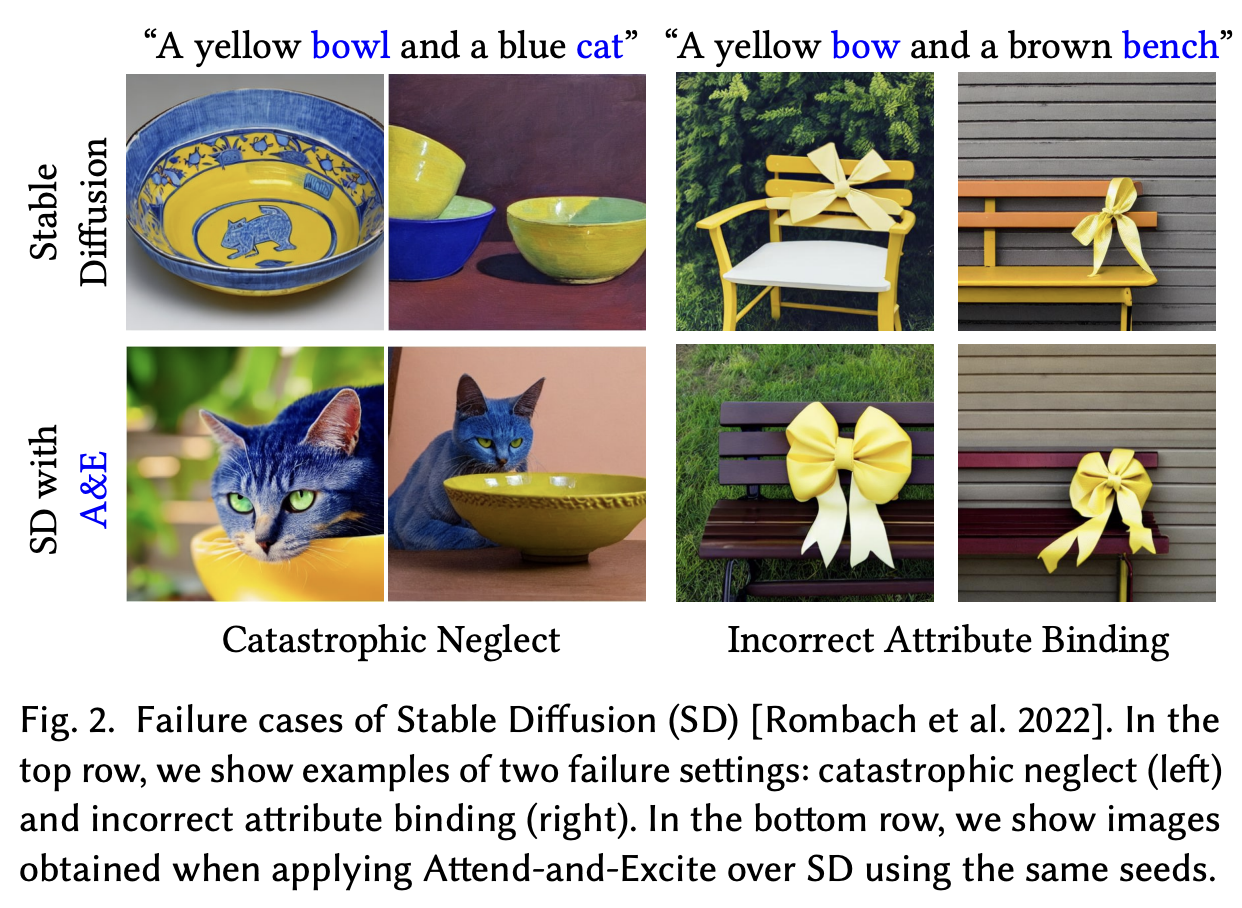 “A yellow bowl and a blue cat”
“A yellow bow and a brown bench”
Stable
Diffusion
SD with
A&E
Catastrophic Neglect
Incorrect Attribute Binding
Fig. 2. Failure cases of Stable Diffusion (SD) [Rombach et al. 2022]. In the
top row, we show examples of two failure settings: catastrophic neglect (left)
and incorrect attribute binding (right). In the bottom row, we show images
obtained when applying Attend-and-Excite over SD using the same seeds.